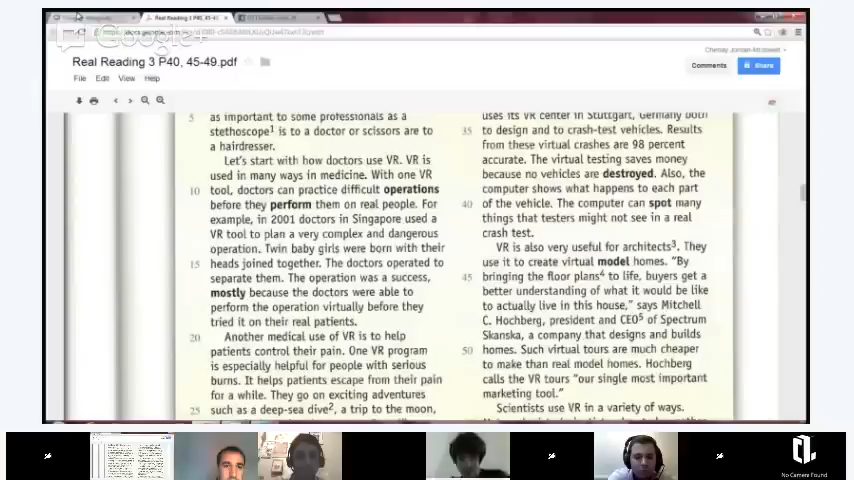 Real Reading 3 P40, 45-49
Google+
Real Reading 3 P40, 45-49.pdf
File Edit View Help
Comments
Share
5 as important to some professionals as a
stethoscope1 is to a doctor or scissors are to
a hairdresser.
Let's start with how doctors use VR. VR is
used in many ways in medicine. With one VR
10 tool, doctors can practice difficult operations
before they perform them on real people. For
example, in 2001 doctors in Singapore used a
VR tool to plan a very complex and dangerous
operation. Twin baby girls were born with their
15 heads joined together. The doctors operated to
separate them. The operation was a success,
mostly because the doctors were able to
perform the operation virtually before they
tried it on their real patients.
20 Another medical use of VR is to help
patients control their pain. One VR program
is especially helpful for people with serious
burns. It helps patients escape from their pain
for a while. They go on exciting adventures
25 such as a deep-sea dive2, a trip to the moon,
uses its VR center in Stuttgart, Germany both
35 to design and to crash-test vehicles. Results
from these virtual crashes are 98 percent
accurate. The virtual testing saves money
because no vehicles are destroyed. Also, the
computer shows what happens to each part
40 of the vehicle. The computer can spot many
things that testers might not see in a real
crash test.
VR is also very useful for architects3. They
use it to create virtual model homes. "By
45 bringing the floor plans4 to life, buyers get a
better understanding of what it would be like
to actually live in this house," says Mitchell
C. Hochberg, president and CEO5 of Spectrum
Skanska, a company that designs and builds
50 homes. Such virtual tours are much cheaper
to make than real model homes. Hochberg
calls the VR tours "our single most important
marketing tool."
Scientists use VR in a variety of ways.
No Camera Found